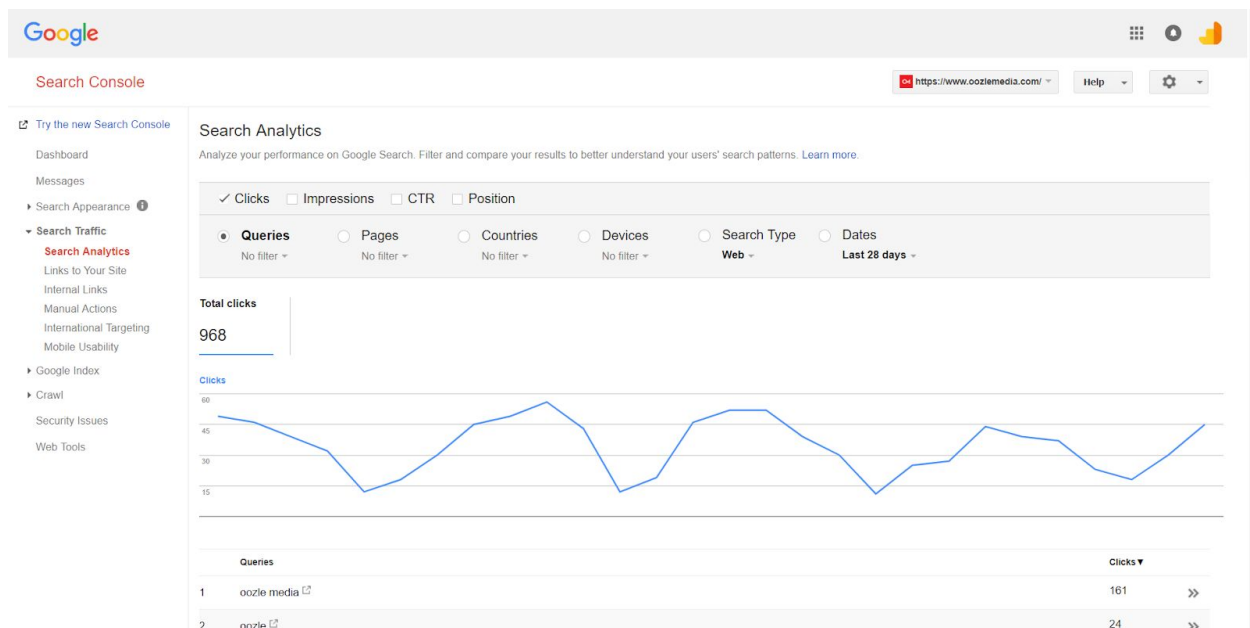 Google
Search Console
https://www.oozlemedia.com/
Help
Try the new Search Console
Dashboard
Messages
Search Appearance
Search Traffic
Search Analytics
Links to Your Site
Internal Links
Manual Actions
International Targeting
Mobile Usability
Google Index
Crawl
Security Issues
Web Tools
Search Analytics
Analyze your performance on Google Search. Filter and compare your results to better understand your users' search patterns. Learn more.
Clicks Impressions CTR Position
Queries Pages Countries Devices Search Type Dates
No filter No filter No filter No filter Web Last 28 days
Total clicks
968
Clicks
60
45
30
15
Queries Clicks▼
1 oozle media 161
2 oozle 24